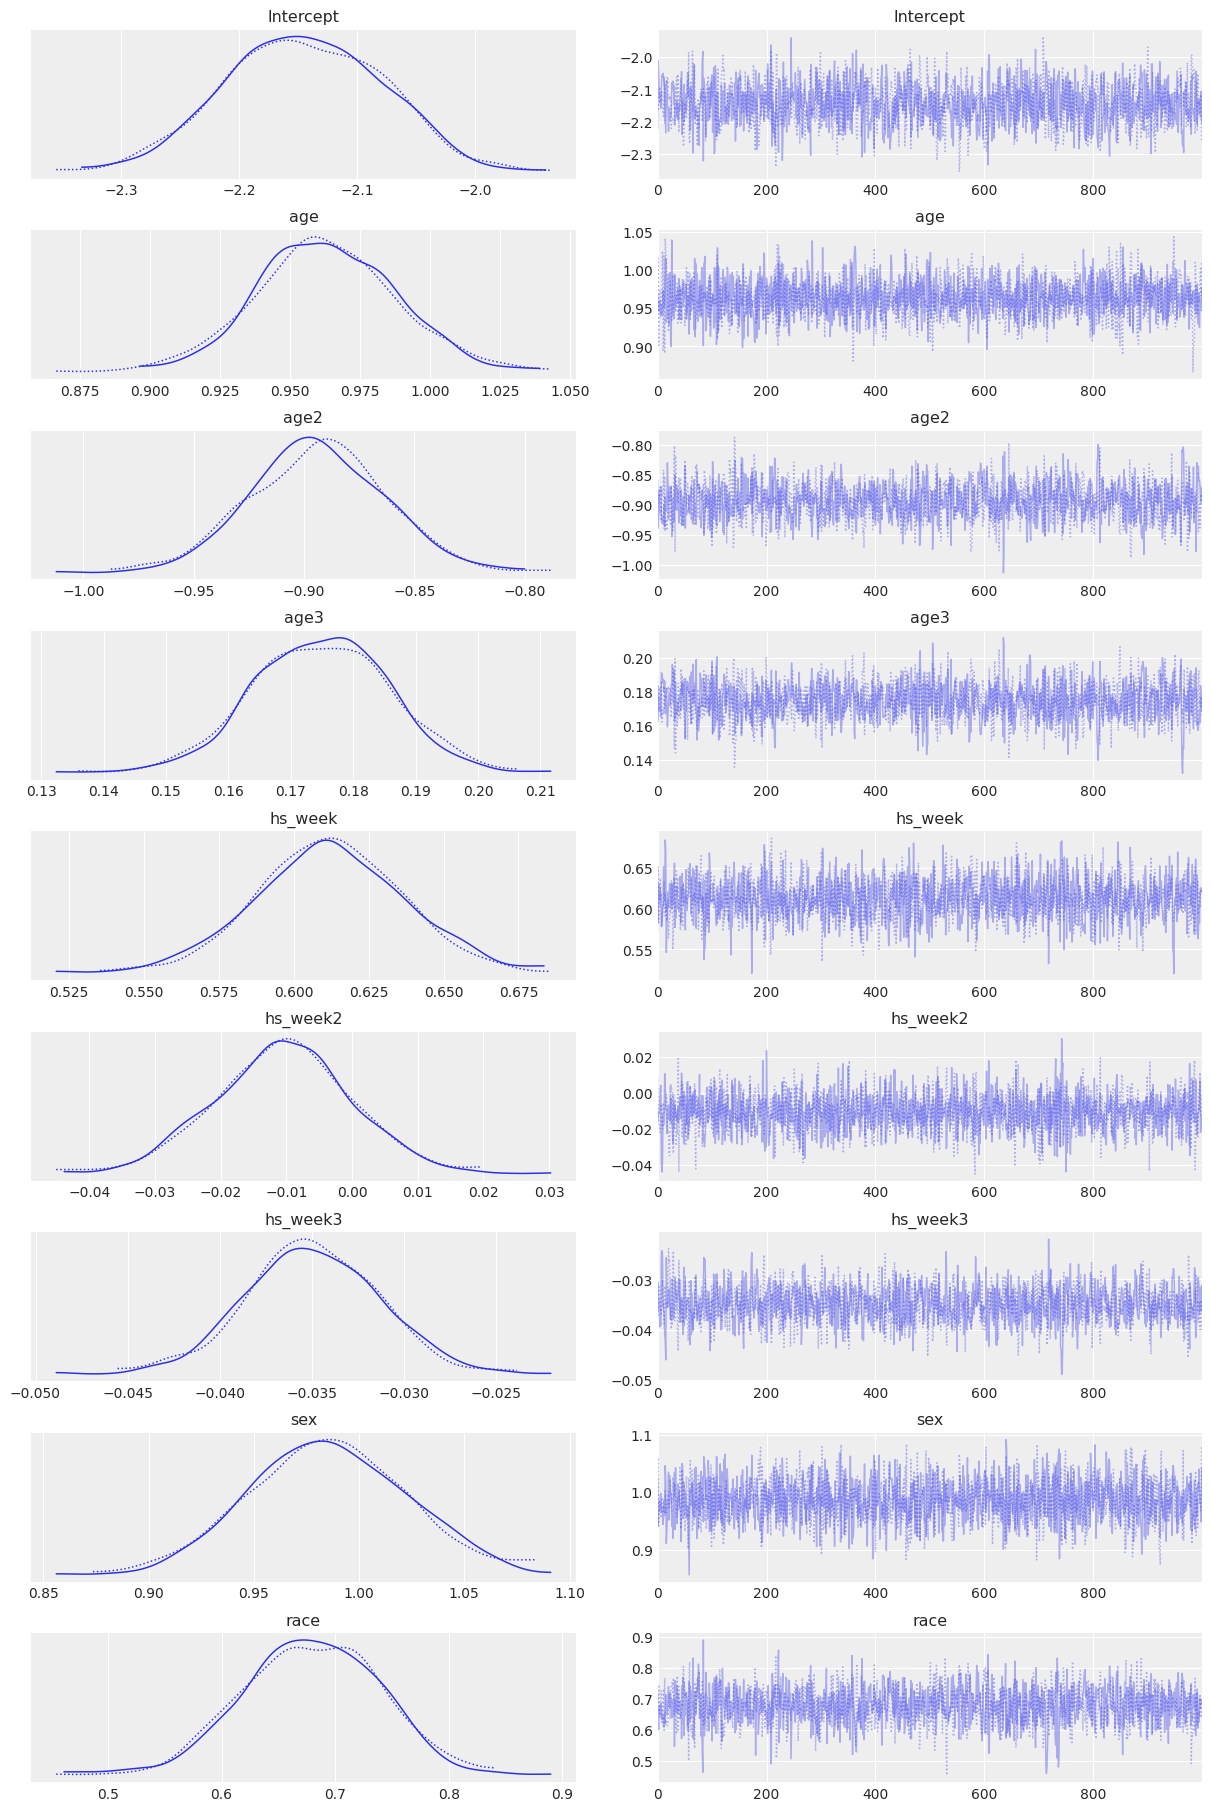 Intercept Intercept
−2.0
−2.1
−2.2
−2.3
−2.3 −2.2 −2.1 −2.0 0 200 400 600 800
age age
1.05
1.00
0.95
0.90
0.875 0.900 0.925 0.950 0.975 1.000 1.025 1.050 0 200 400 600 800
age2 age2
−0.80
−0.85
−0.90
−0.95
−1.00
−1.00 −0.95 −0.90 −0.85 −0.80 0 200 400 600 800
age3 age3
0.20
0.18
0.16
0.14
0.13 0.14 0.15 0.16 0.17 0.18 0.19 0.20 0.21 0 200 400 600 800
hs_week hs_week
0.65
0.60
0.55
0.525 0.550 0.575 0.600 0.625 0.650 0.675 0 200 400 600 800
hs_week2 hs_week2
0.02
0.00
−0.02
−0.04
−0.04 −0.03 −0.02 −0.01 0.00 0.01 0.02 0.03 0 200 400 600 800
hs_week3 hs_week3
−0.03
−0.04
−0.05
−0.050 −0.045 −0.040 −0.035 −0.030 −0.025 0 200 400 600 800
sex sex
1.1
1.0
0.9
0.85 0.90 0.95 1.00 1.05 1.10 0 200 400 600 800
race race
0.9
0.8
0.7
0.6
0.5
0.5 0.6 0.7 0.8 0.9 0 200 400 600 800